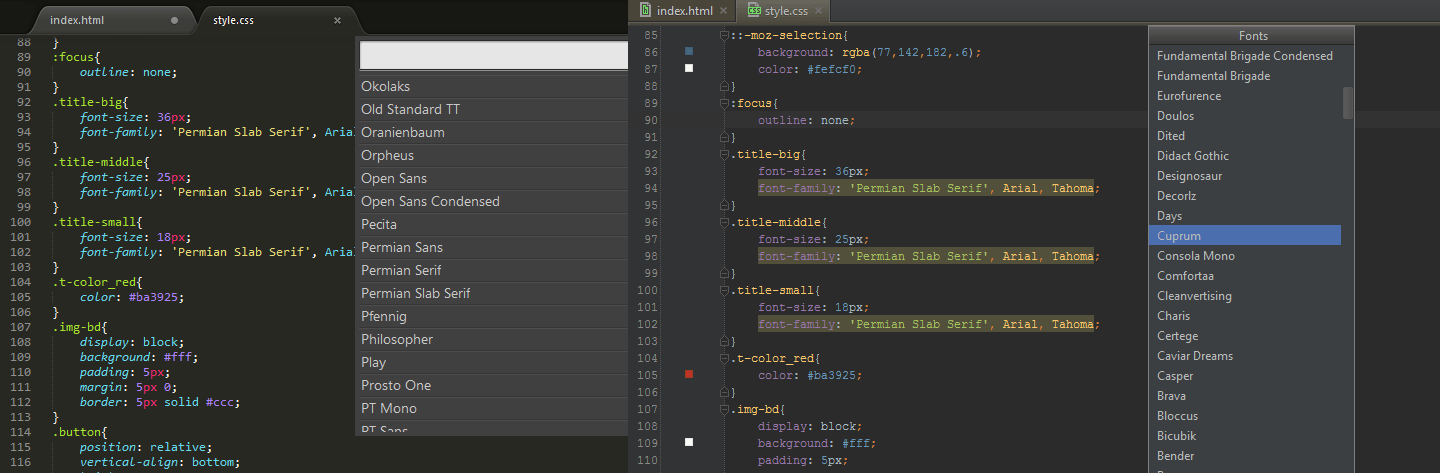 index.html
style.css
88 }
89 :focus{
90 outline: none;
91 }
92 .title-big{
93 font-size: 36px;
94 font-family: 'Permian Slab Serif', Arial
95 }
96 .title-middle{
97 font-size: 25px;
98 font-family: 'Permian Slab Serif', Arial
99 }
100 .title-small{
101 font-size: 18px;
102 font-family: 'Permian Slab Serif', Arial
103 }
104 .t-color_red{
105 color: #ba3925;
106 }
107 .img-bd{
108 display: block;
109 background: #fff;
110 padding: 5px;
111 margin: 5px 0;
112 border: 5px solid #ccc;
113 }
114 .button{
115 position: relative;
116 vertical-align: bottom;
Okolaks
Old Standard TT
Oranienbaum
Orpheus
Open Sans
Open Sans Condensed
Pecita
Permian Sans
Permian Serif
Permian Slab Serif
Pfennig
Philosopher
Play
Prosto One
PT Mono
PT Sans
index.html
style.css
85 ::-moz-selection{
86 background: rgba(77,142,182,.6);
87 color: #fefcf0;
88 }
89 :focus{
90 outline: none;
91 }
92 .title-big{
93 font-size: 36px;
94 font-family: 'Permian Slab Serif', Arial, Tahoma;
95 }
96 .title-middle{
97 font-size: 25px;
98 font-family: 'Permian Slab Serif', Arial, Tahoma;
99 }
100 .title-small{
101 font-size: 18px;
102 font-family: 'Permian Slab Serif', Arial, Tahoma;
103 }
104 .t-color_red{
105 color: #ba3925;
106 }
107 .img-bd{
108 display: block;
109 background: #fff;
110 padding: 5px;
Fonts
Fundamental Brigade Condensed
Fundamental Brigade
Eurofurence
Doulos
Dited
Didact Gothic
Designosaur
Decorlz
Days
Cuprum
Consola Mono
Comfortaa
Cleanvertising
Charis
Certege
Caviar Dreams
Casper
Brava
Bloccus
Bicubik
Bender